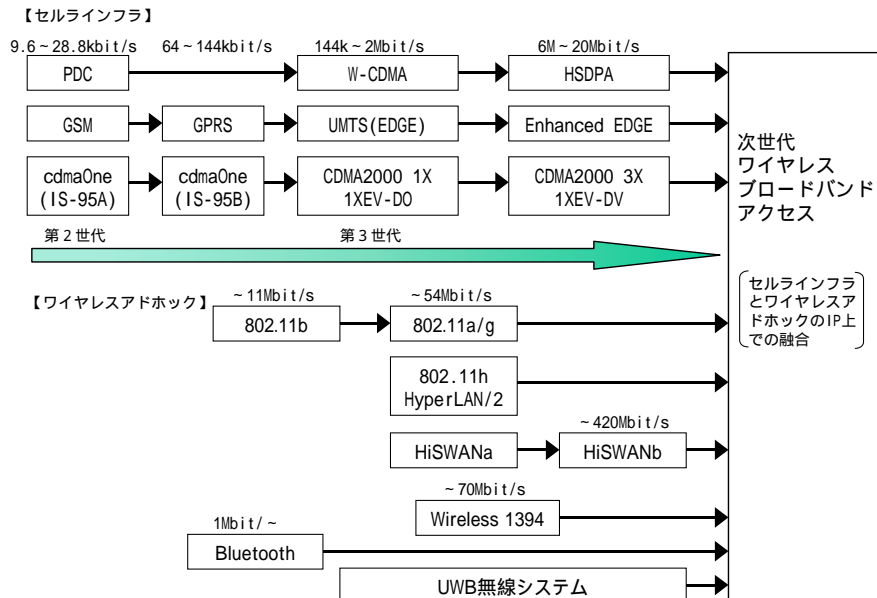 【セルラインフラ】
9.6~28.8kbit/s 64~144kbit/s 144k~2Mbit/s 6M~20Mbit/s
PDC W-CDMA HSDPA
GSM GPRS UMTS(EDGE) Enhanced EDGE
cdmaOne cdmaOne CDMA2000 1X CDMA2000 3X
(IS-95A) (IS-95B) 1XEV-DO 1XEV-DV
次世代
ワイヤレス
ブロードバンド
アクセス
第2世代 第3世代
【ワイヤレスアドホック】 ~11Mbit/s ~54Mbit/s
802.11b 802.11a/g
セルラインフラ
とワイヤレスア
ドホックのIP上
での融合
802.11h
HyperLAN/2
~420Mbit/s
HiSWANa HiSWANb
~70Mbit/s
Wireless 1394
1Mbit/~
Bluetooth
UWB無線システム